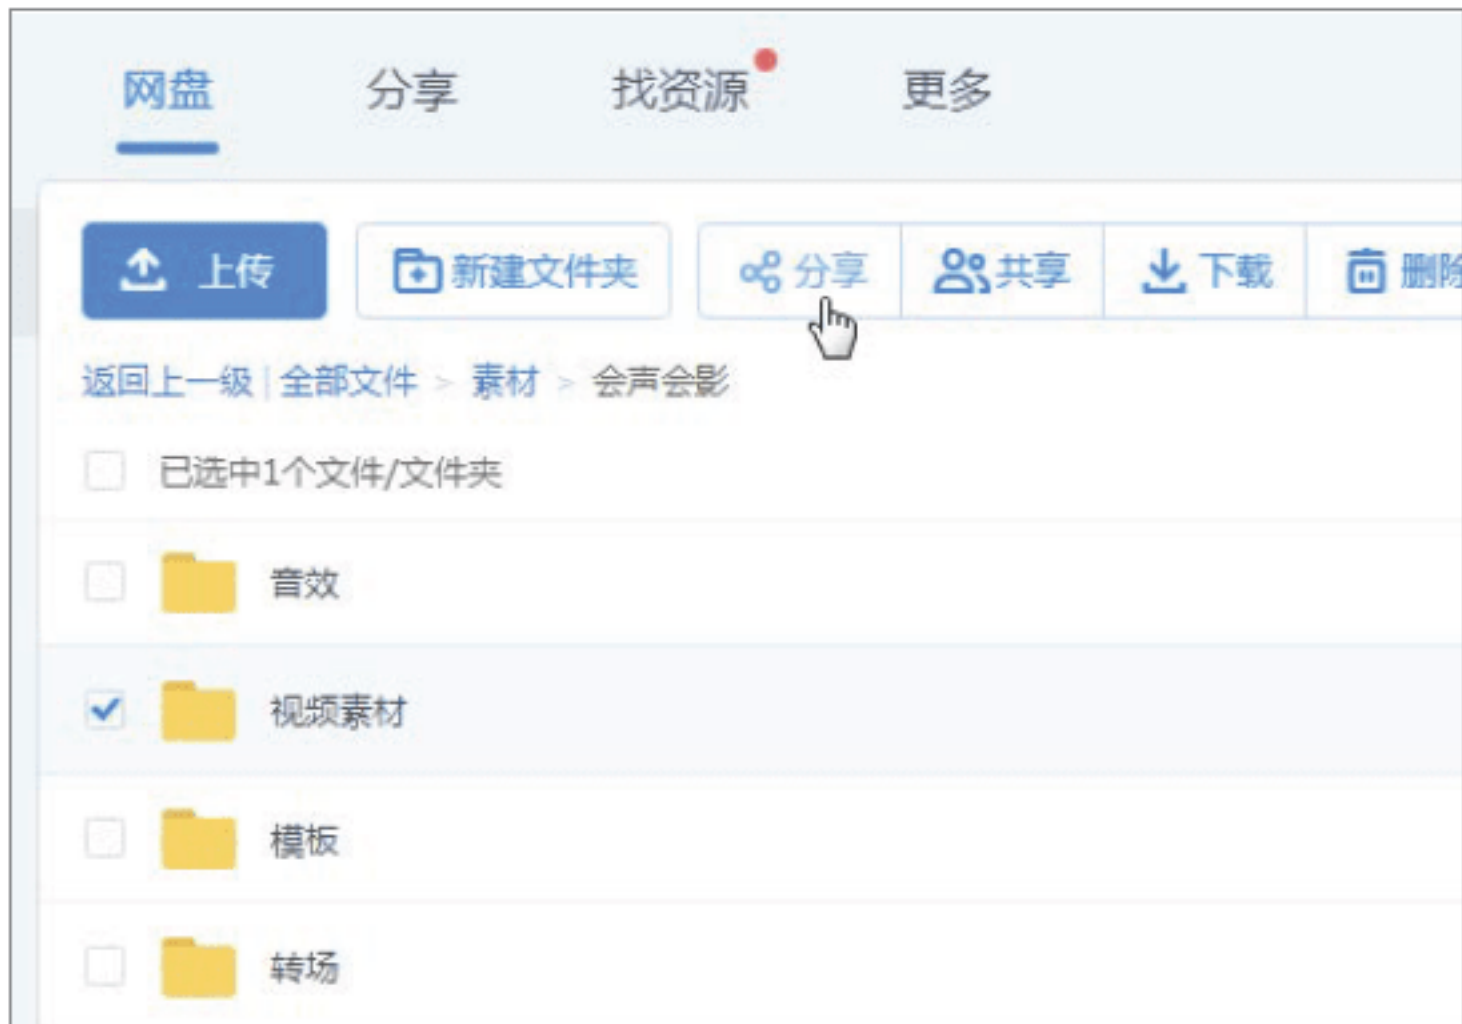 网盘 分享 找资源 更多
上传 新建文件夹 分享 共享 下载 删除
返回上一级 | 全部文件 > 素材 > 会声会影
已选中1个文件/文件夹
音效
视频素材
模板
转场